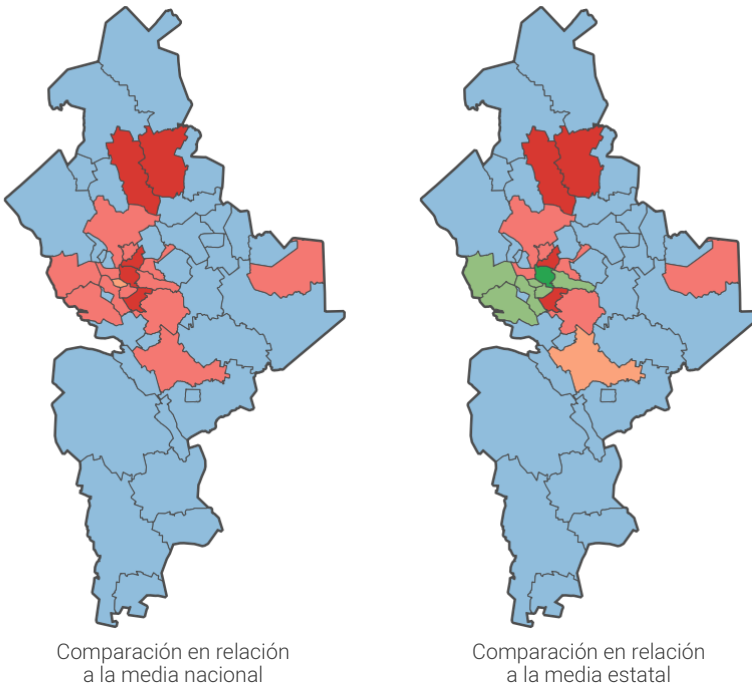 Comparación en relación
a la media nacional
Comparación en relación
a la media estatal